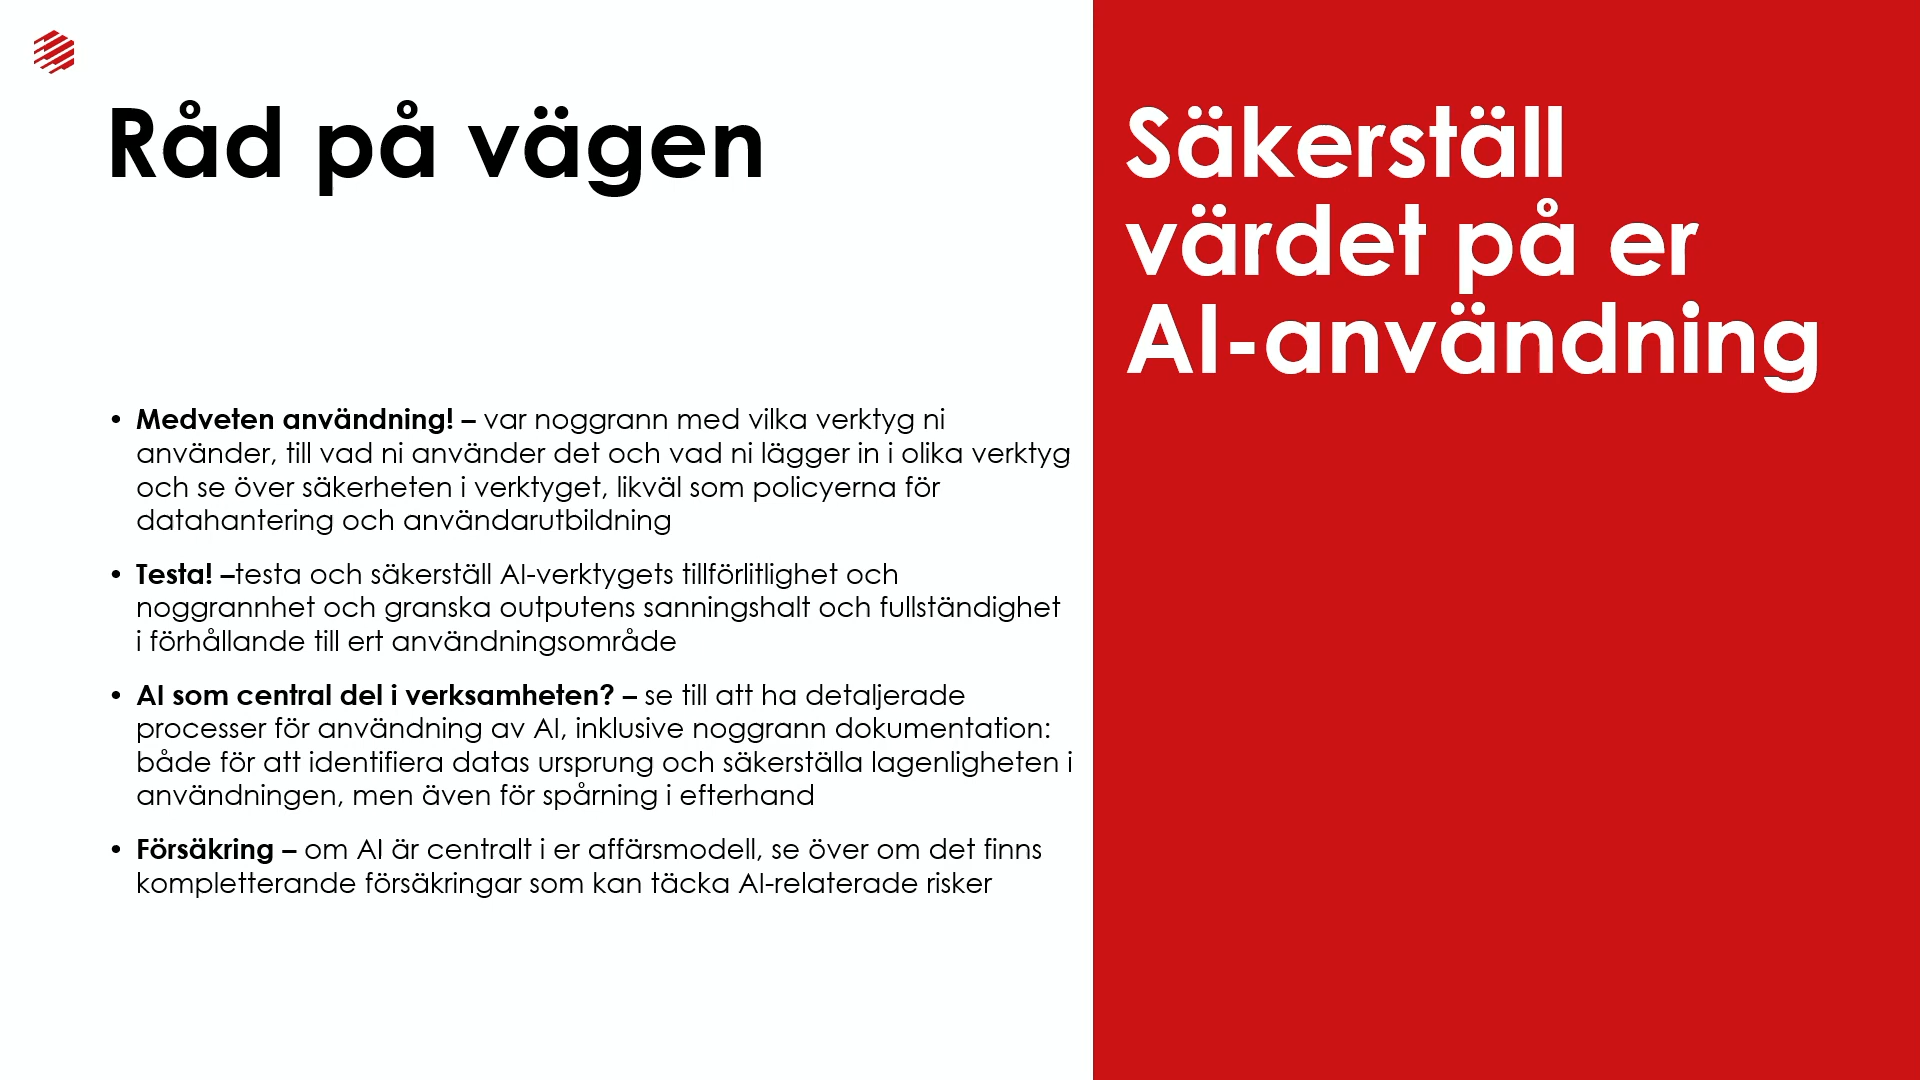 Råd på vägen
• Medveten användning! – var noggrann med vilka verktyg ni
använder, till vad ni använder det och vad ni lägger in i olika verktyg
och se över säkerheten i verktyget, likväl som policyerna för
datahantering och användarutbildning
• Testa! –testa och säkerställ AI-verktygets tillförlitlighet och
noggrannhet och granska outputens sanningshalt och fullständighet
i förhållande till ert användningsområde
• AI som central del i verksamheten? – se till att ha detaljerade
processer för användning av AI, inklusive noggrann dokumentation:
både för att identifiera datas ursprung och säkerställa lagenligheten i
användningen, men även för spårning i efterhand
• Försäkring – om AI är centralt i er affärsmodell, se över om det finns
kompletterande försäkringar som kan täcka AI-relaterade risker
Säkerställ
värdet på er
AI-användning